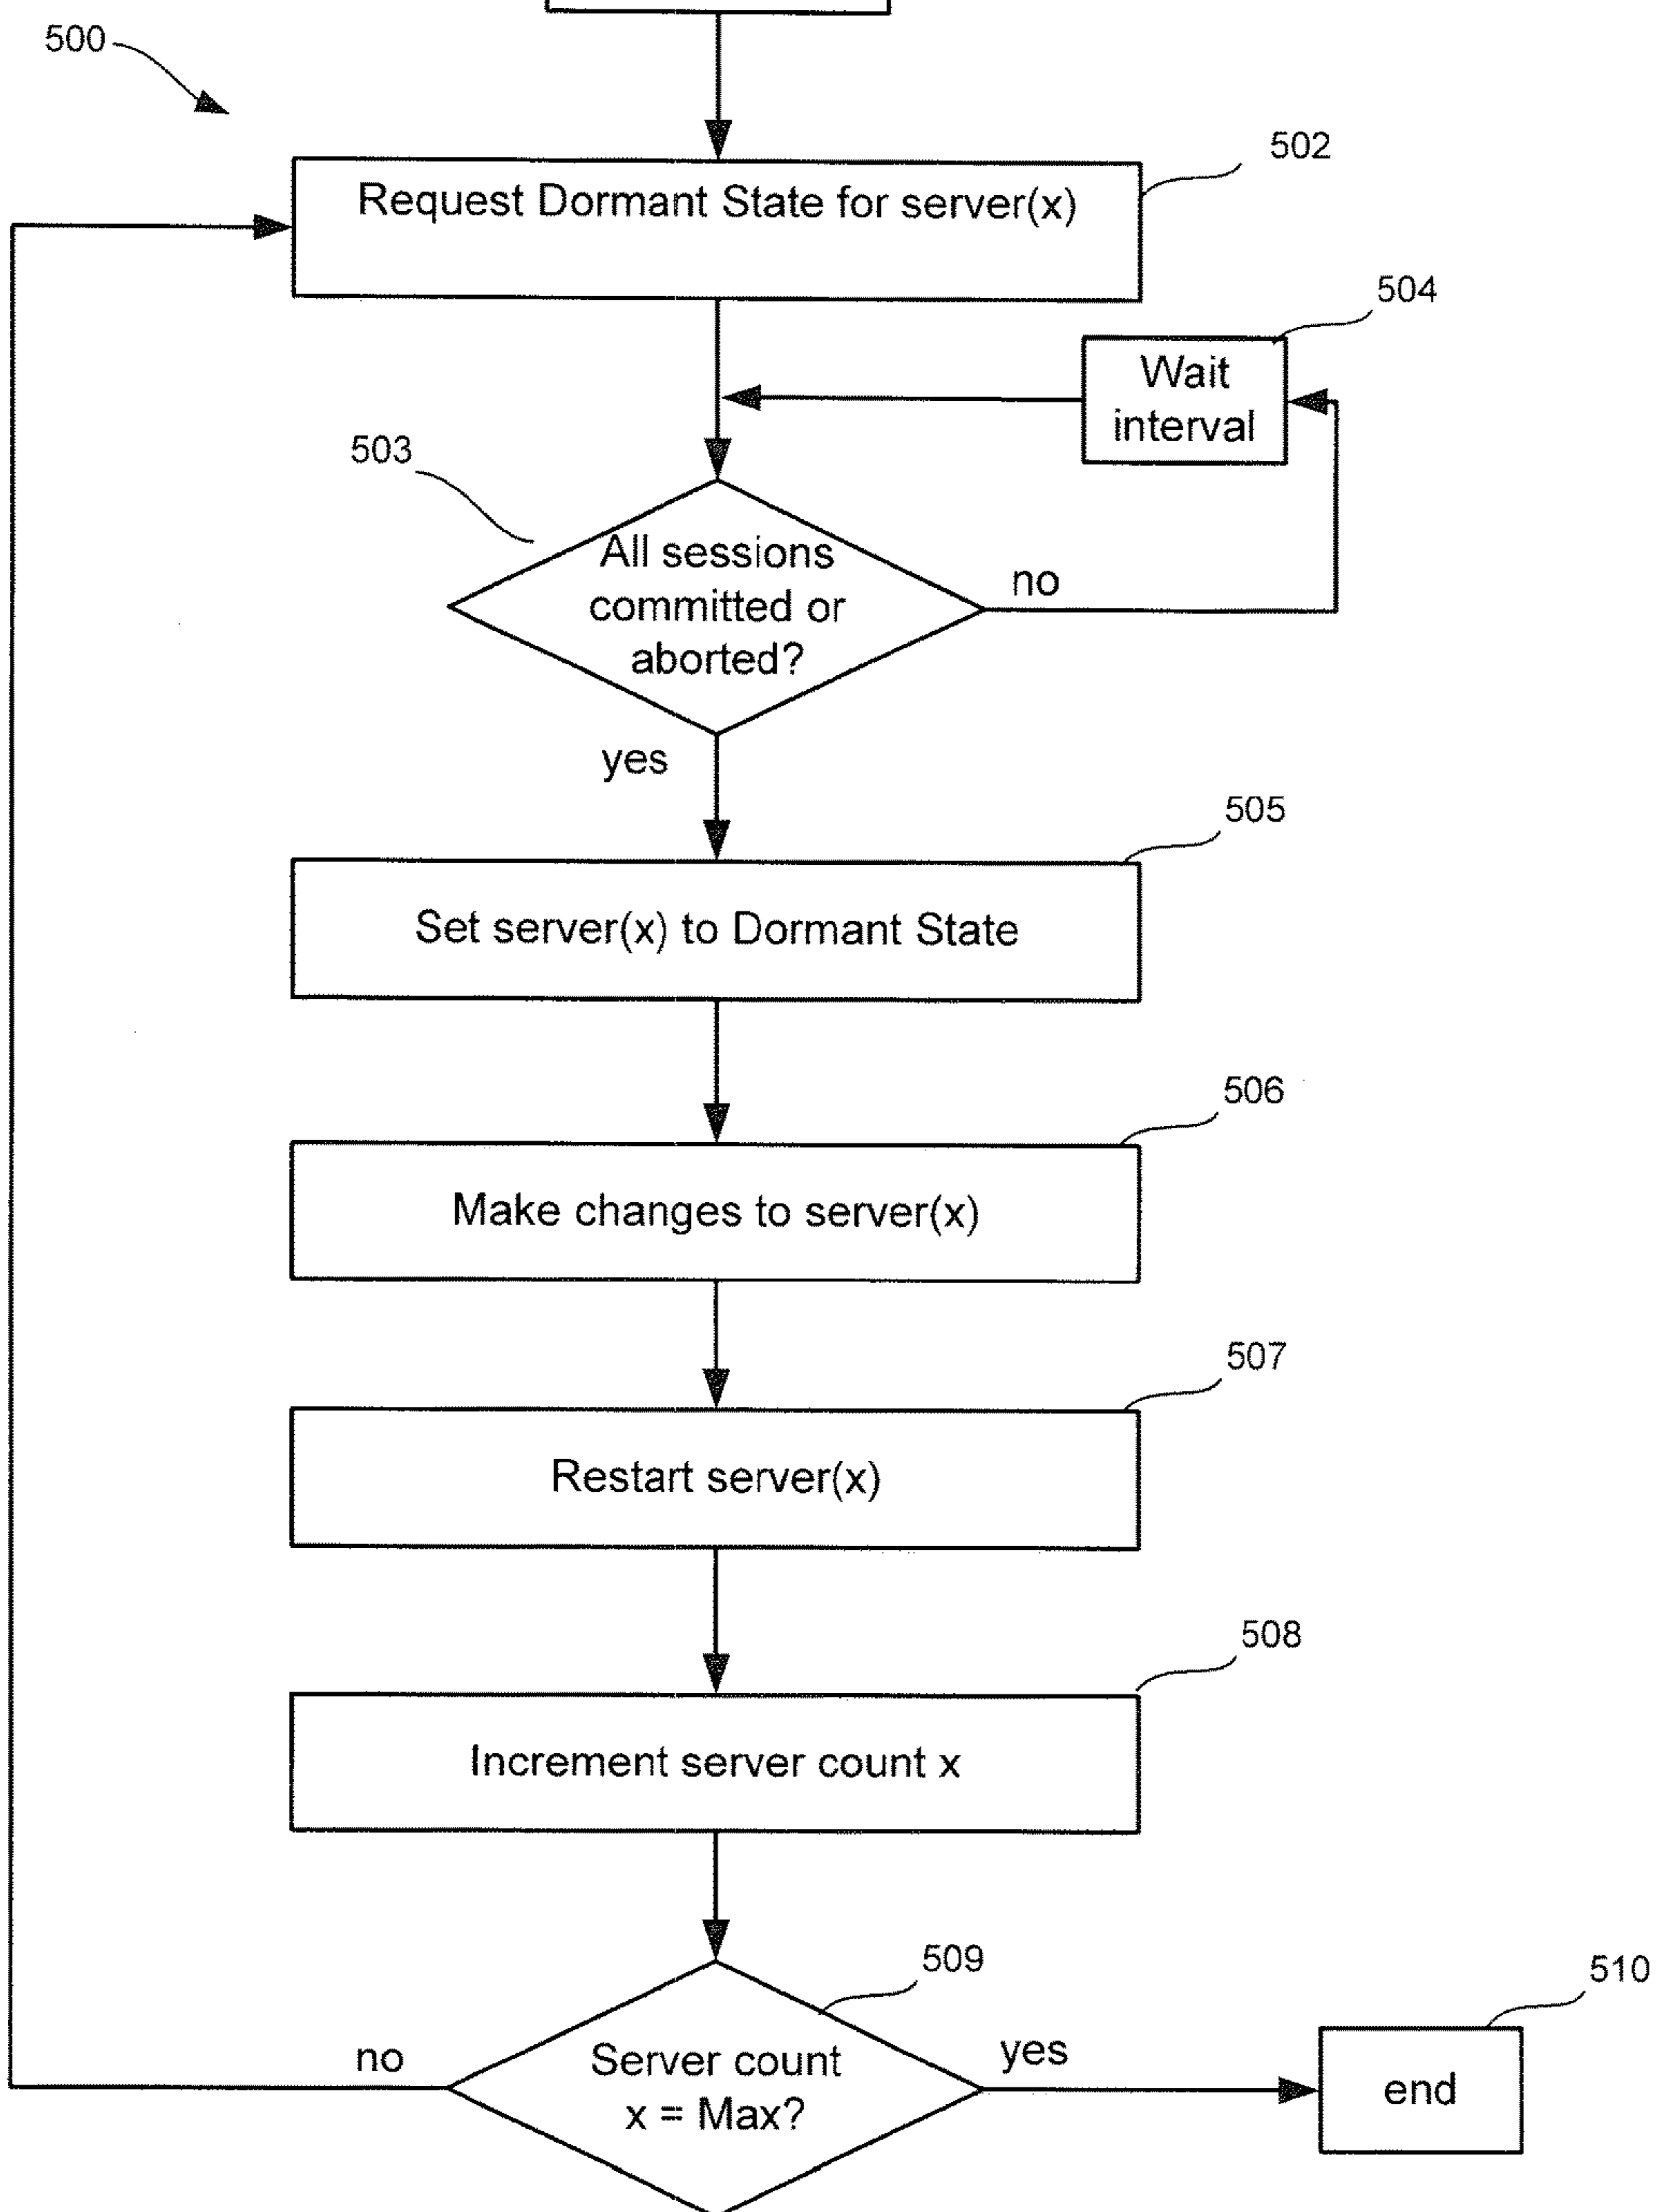 500
502
Request Dormant State for server(x)
504
Wait
interval
503
All sessions
committed or
aborted?
no
yes
505
Set server(x) to Dormant State
506
Make changes to server(x)
507
Restart server(x)
508
Increment server count x
509
510
Server count
x = Max?
no
yes
end